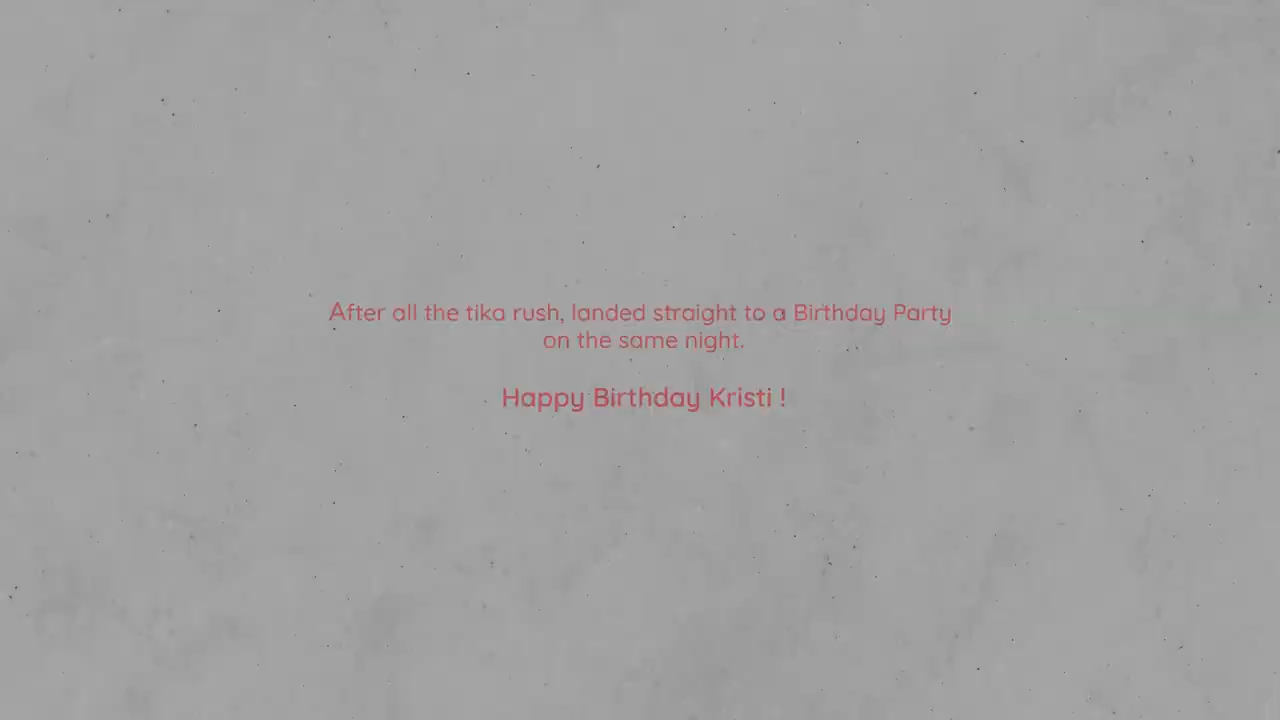 After all the tika rush, landed straight to a Birthday Party
on the same night.
Happy Birthday Kristi !